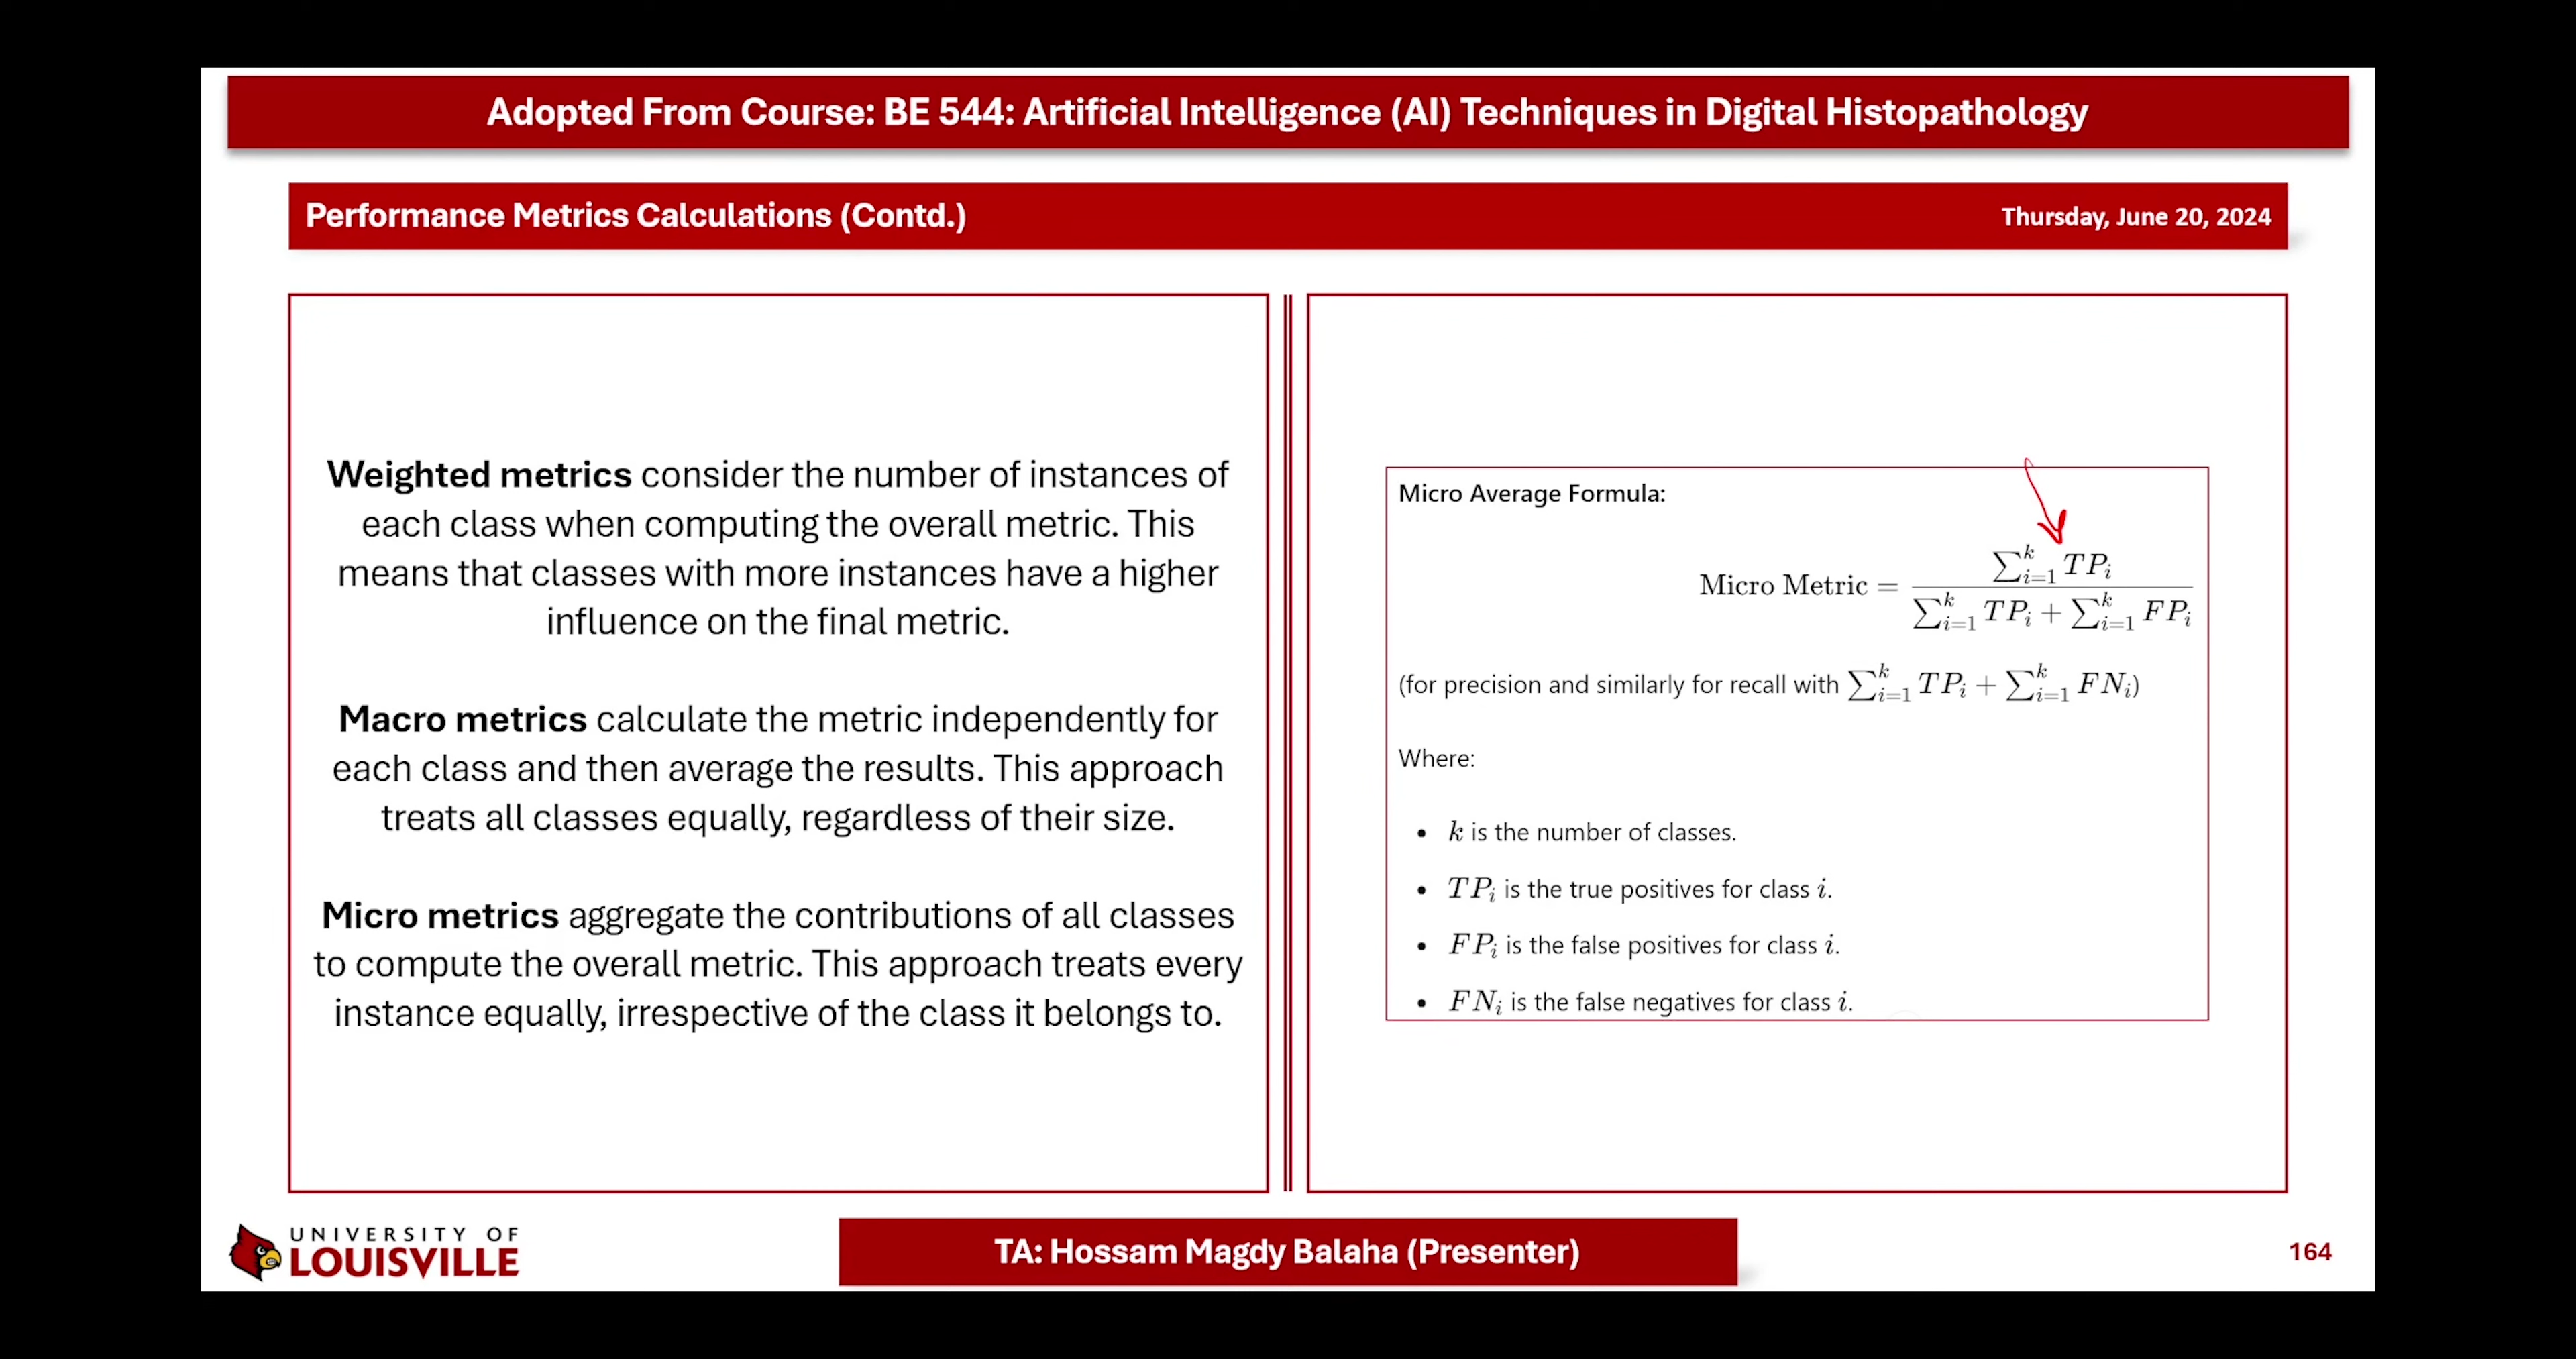 Adopted From Course: BE 544: Artificial Intelligence (AI) Techniques in Digital Histopathology
Performance Metrics Calculations (Contd.)
Thursday, June 20, 2024
Weighted metrics consider the number of instances of
each class when computing the overall metric. This
means that classes with more instances have a higher
influence on the final metric.
Macro metrics calculate the metric independently for
each class and then average the results. This approach
treats all classes equally, regardless of their size.
Micro metrics aggregate the contributions of all classes
to compute the overall metric. This approach treats every
instance equally, irrespective of the class it belongs to.
Micro Average Formula:
Micro Metric = \frac{\sum_{i=1}^{k} TP_i}{\sum_{i=1}^{k} TP_i + \sum_{i=1}^{k} FP_i}
(for precision and similarly for recall with \sum_{i=1}^{k} TP_i + \sum_{i=1}^{k} FN_i)
Where:
• k is the number of classes.
• TP_i is the true positives for class i.
• FP_i is the false positives for class i.
• FN_i is the false negatives for class i.
UNIVERSITY OF
LOUISVILLE
TA: Hossam Magdy Balaha (Presenter)
164